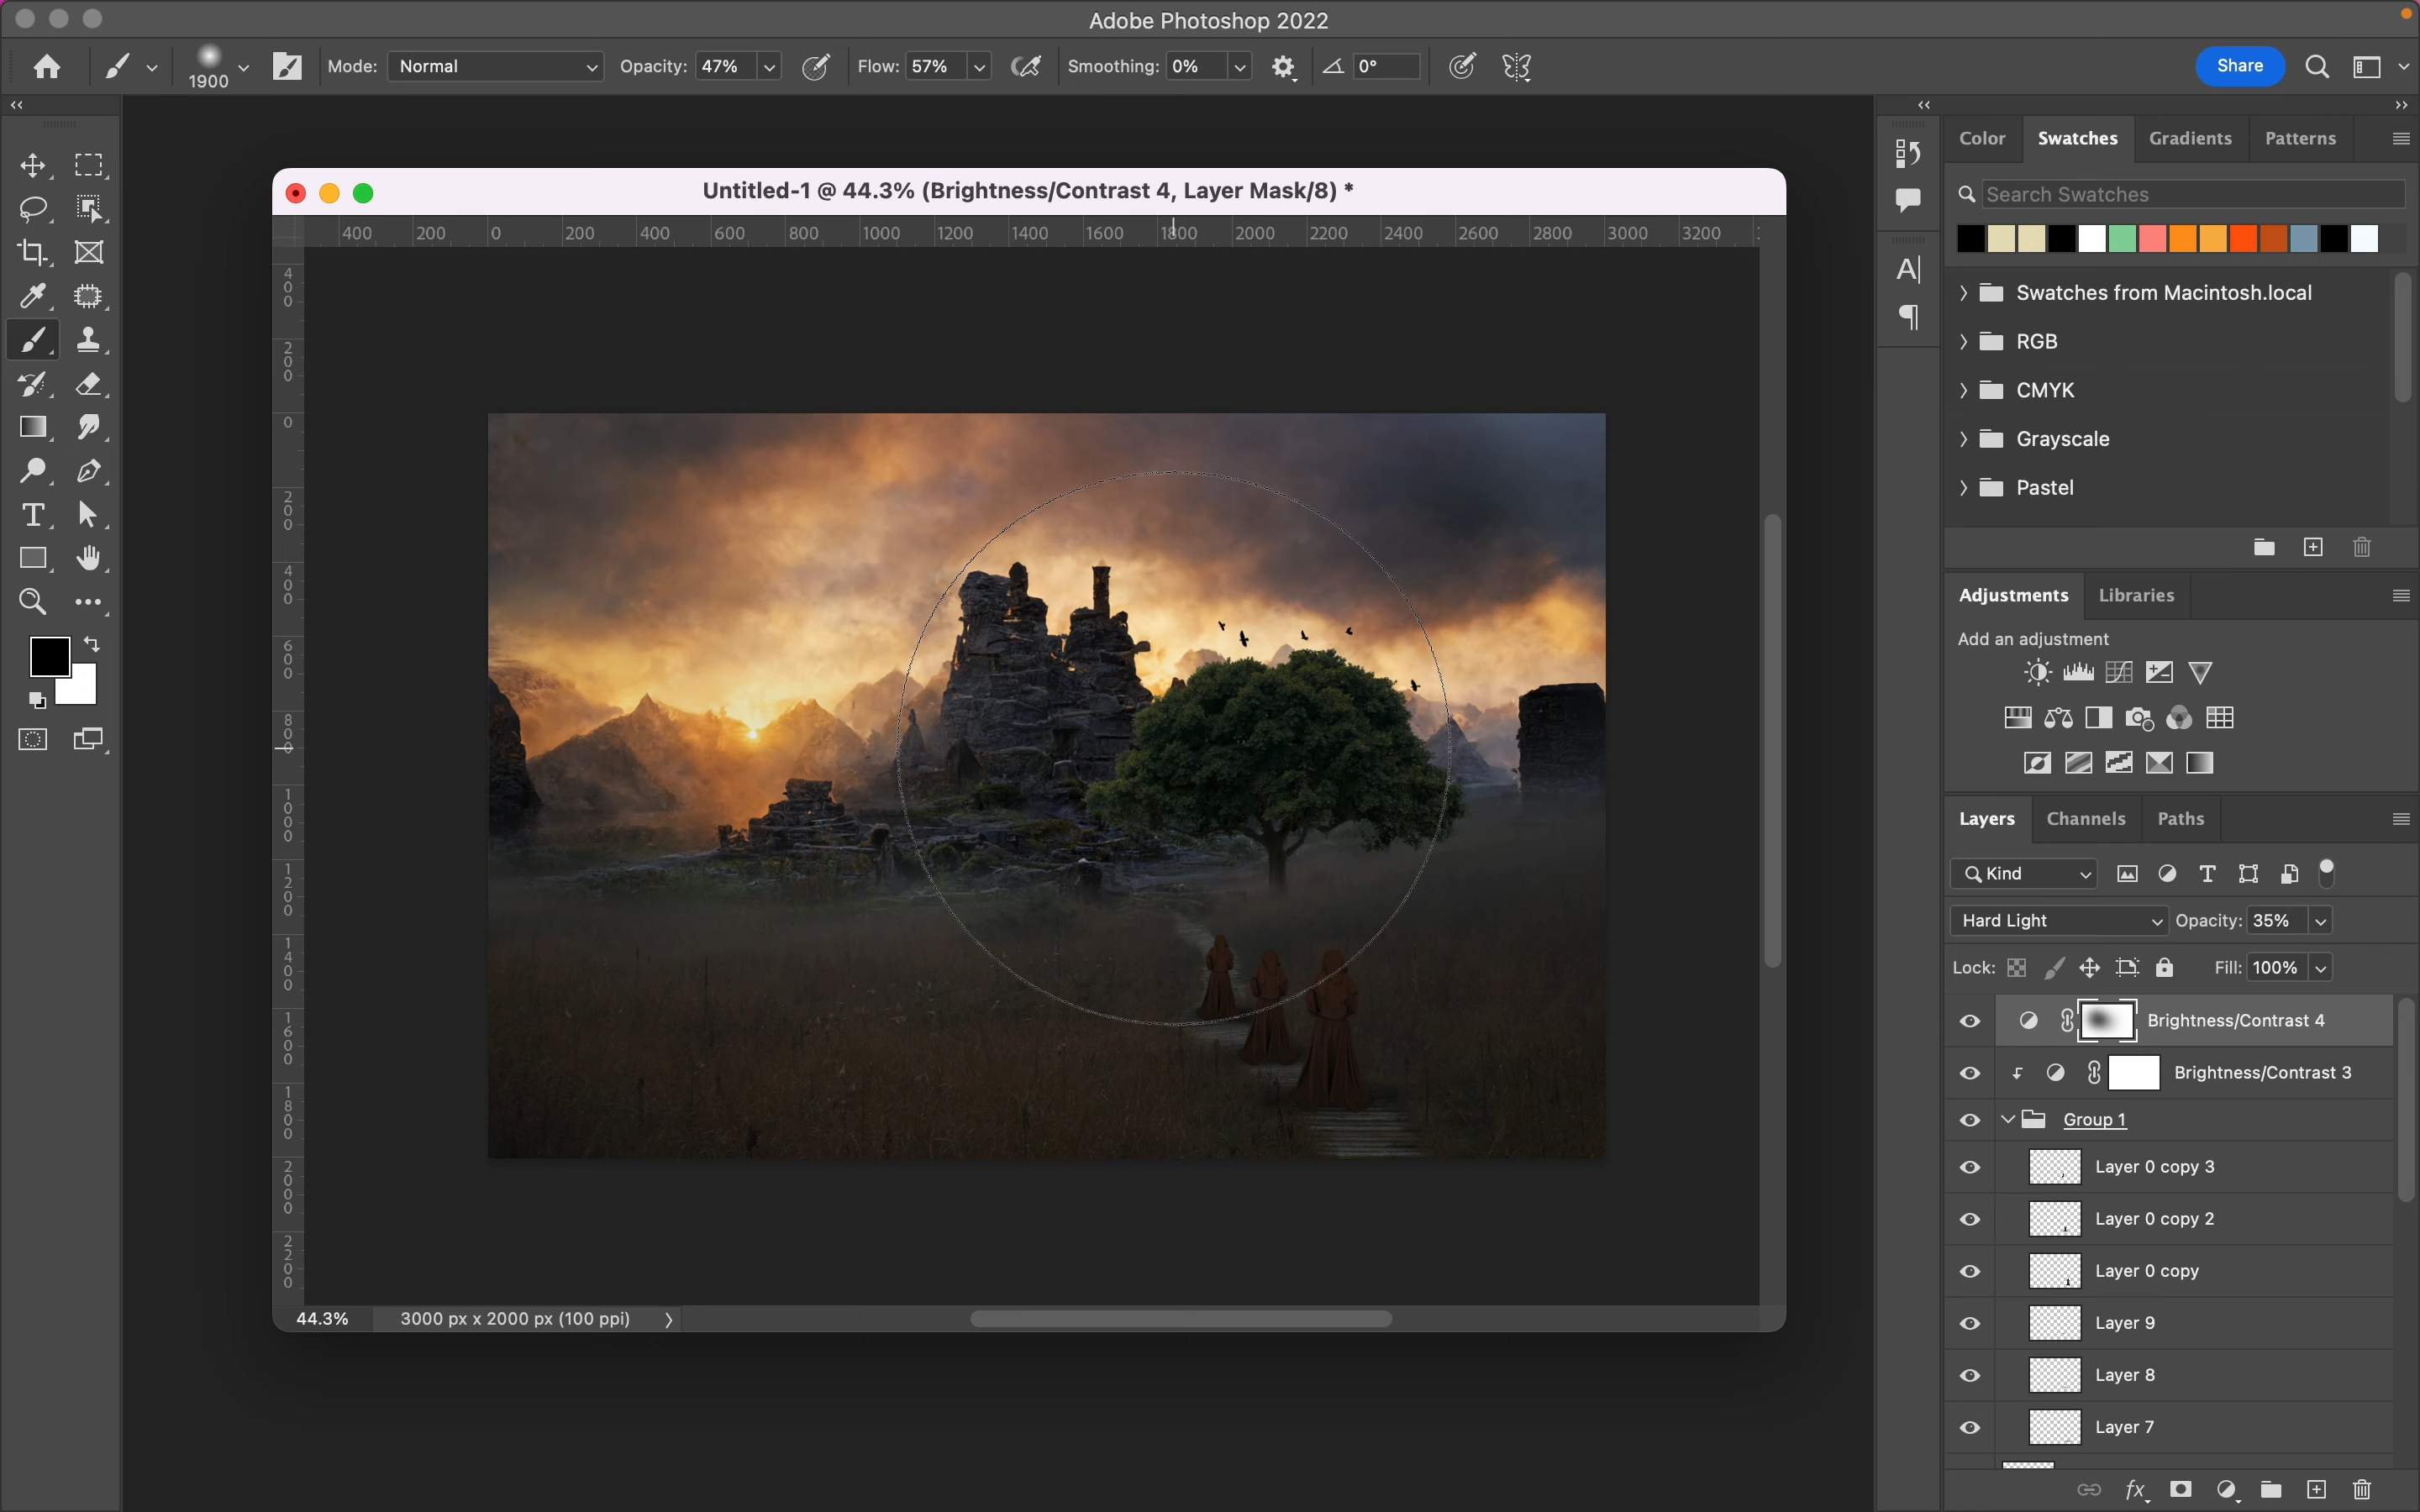 Adobe Photoshop 2022
1900
Mode: Normal
Opacity: 47%
Flow: 57%
Smoothing: 0%
0°
Share
Untitled-1 @ 44.3% (Brightness/Contrast 4, Layer Mask/8) *
400 200 0 200 400 600 800 1000 1200 1400 1600 1800 2000 2200 2400 2600 2800 3000 3200
400
200
0
200
400
600
800
1000
1200
1400
1600
1800
2000
2200
44.3%
3000 px x 2000 px (100 ppi)
Color Swatches Gradients Patterns
Search Swatches
Swatches from Macintosh.local
RGB
CMYK
Grayscale
Pastel
Adjustments Libraries
Add an adjustment
Layers Channels Paths
Kind
Hard Light Opacity: 35%
Lock: Fill: 100%
Brightness/Contrast 4
Brightness/Contrast 3
Group 1
Layer 0 copy 3
Layer 0 copy 2
Layer 0 copy
Layer 9
Layer 8
Layer 7
fx